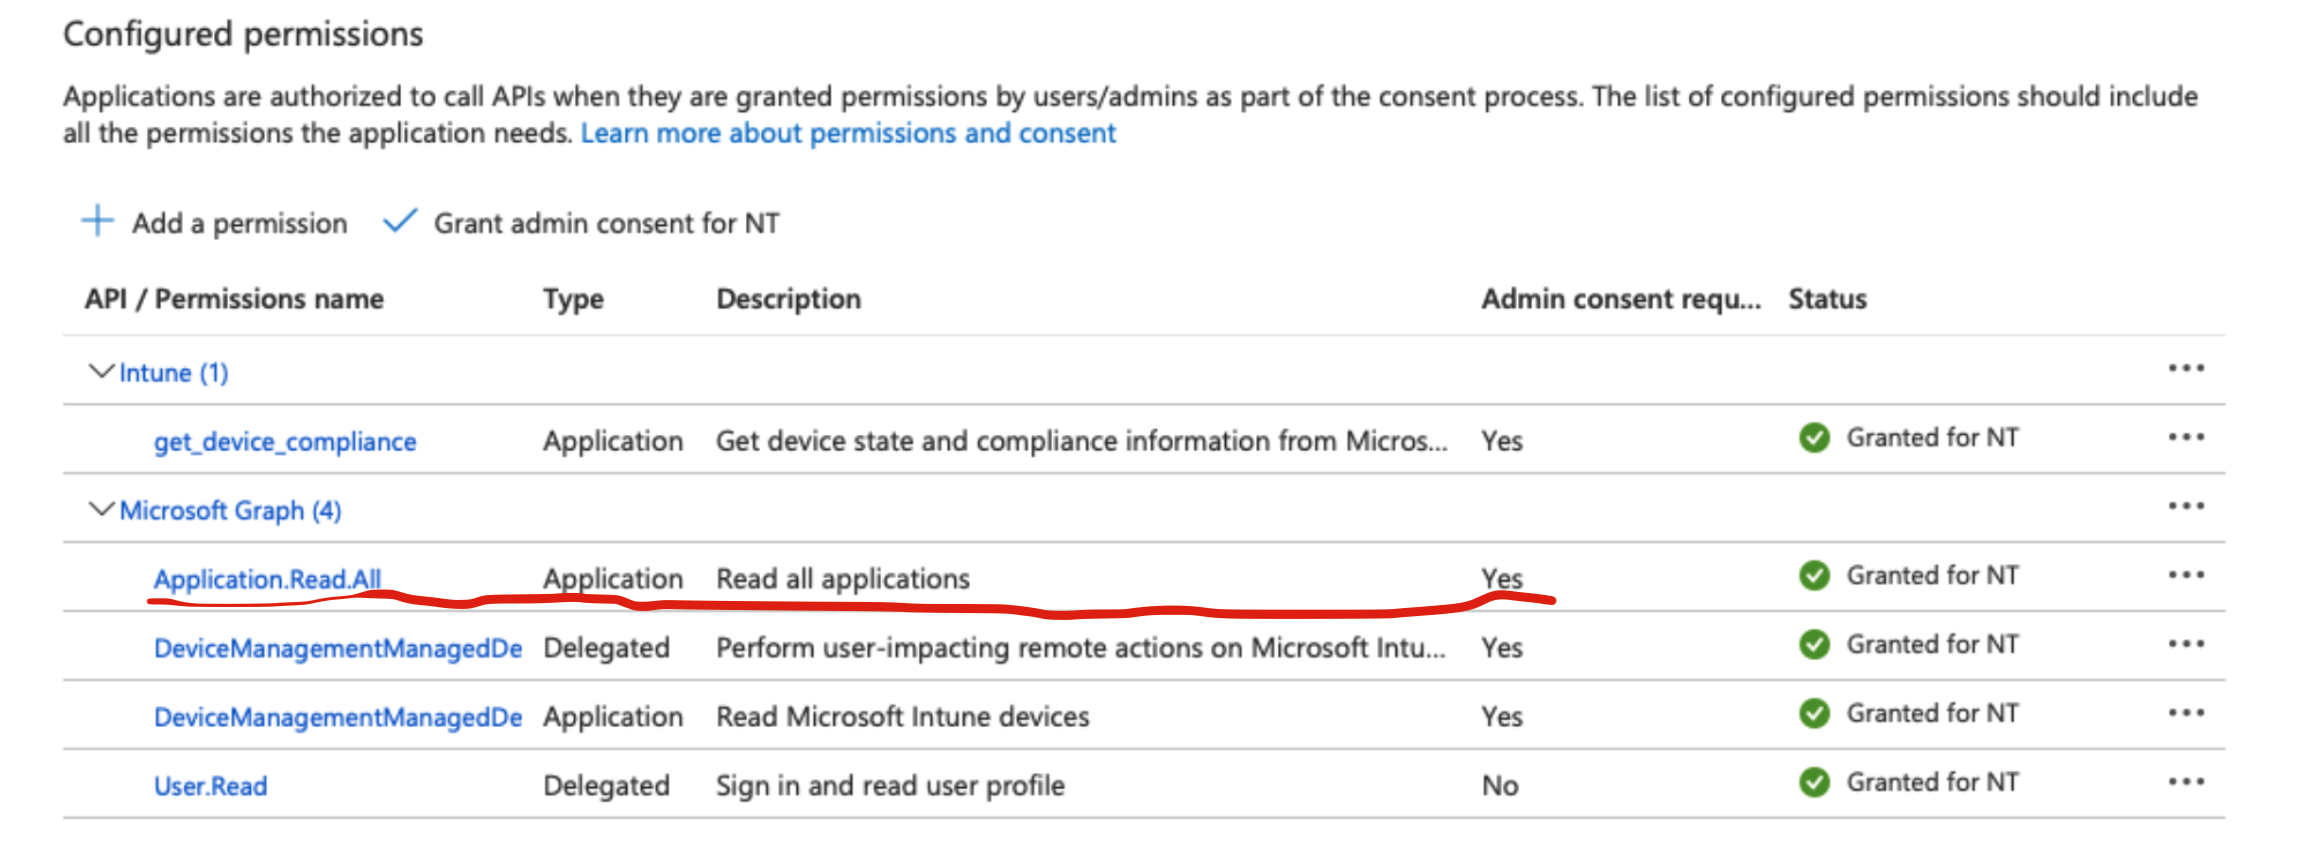 Configured permissions
Applications are authorized to call APIs when they are granted permissions by users/admins as part of the consent process. The list of configured permissions should include
all the permissions the application needs. Learn more about permissions and consent
Add a permission Grant admin consent for NT
API / Permissions name Type Description Admin consent requ... Status
Intune (1)
get_device_compliance Application Get device state and compliance information from Micros... Yes Granted for NT
Microsoft Graph (4)
Application.Read.All Application Read all applications Yes Granted for NT
DeviceManagementManagedDe Delegated Perform user-impacting remote actions on Microsoft Intu... Yes Granted for NT
DeviceManagementManagedDe Application Read Microsoft Intune devices Yes Granted for NT
User.Read Delegated Sign in and read user profile No Granted for NT